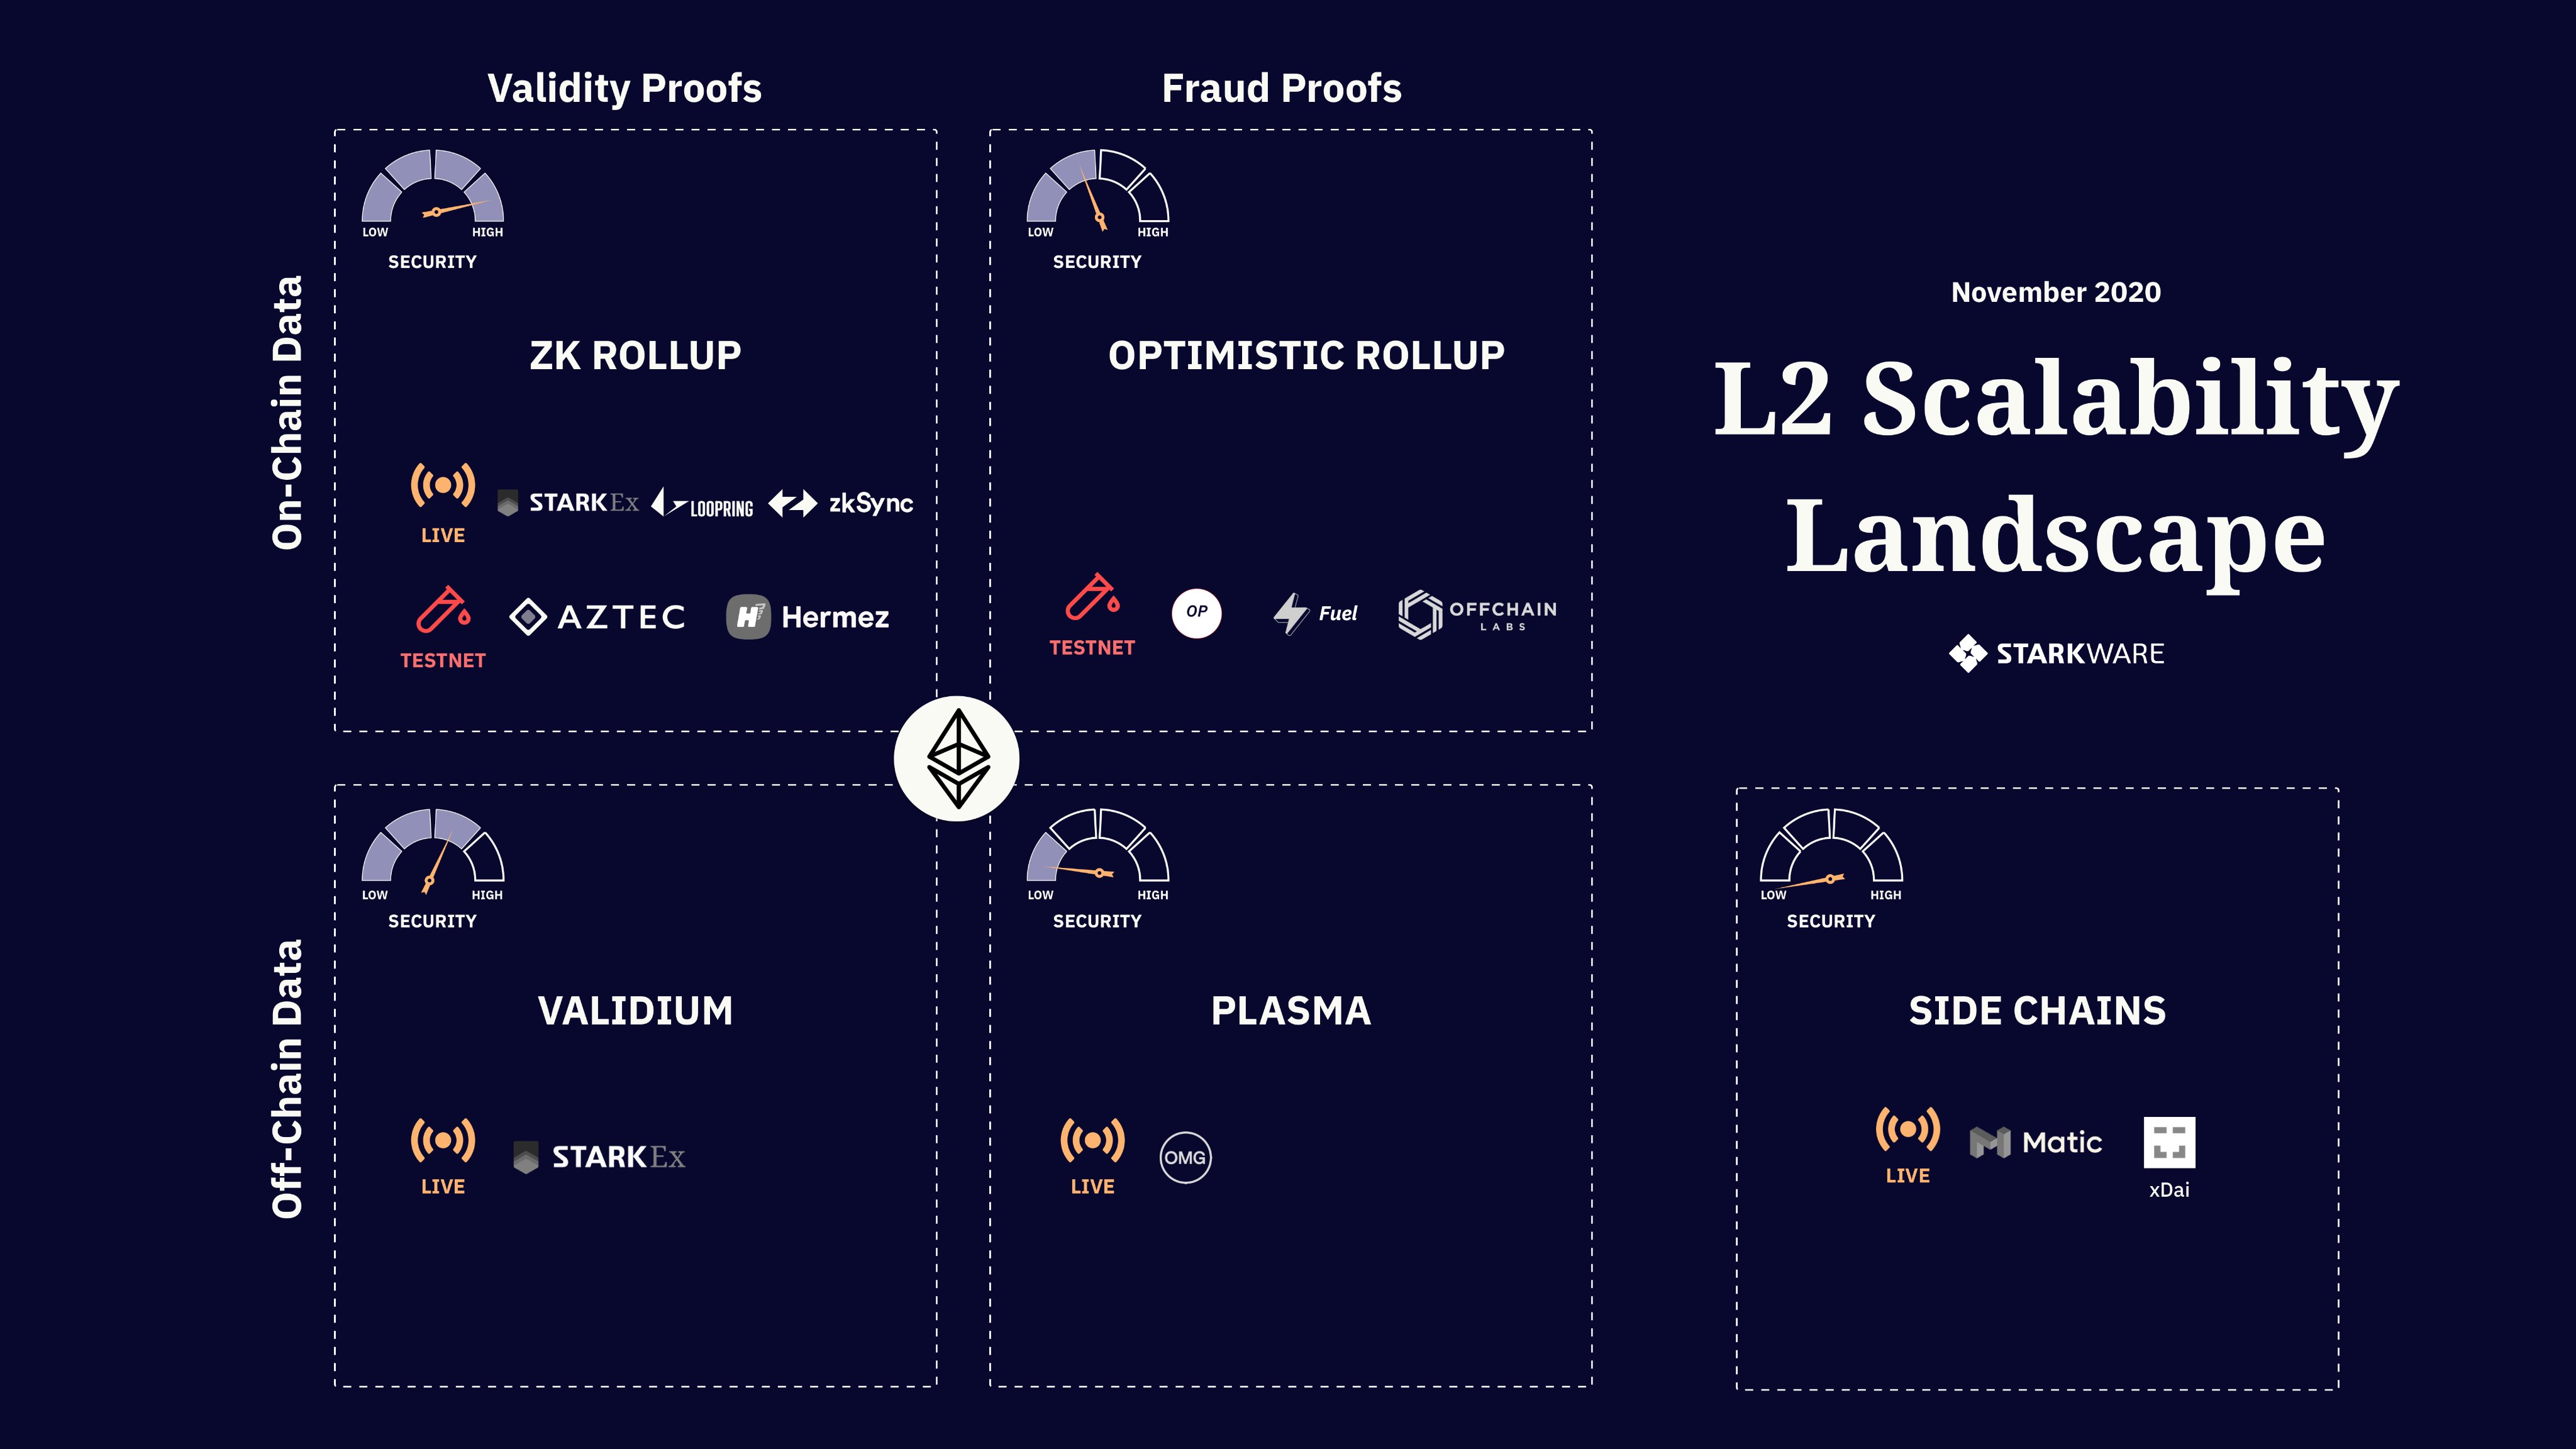 Validity Proofs
Fraud Proofs
On-Chain Data
LOW HIGH
SECURITY
ZK ROLLUP
LIVE
STARKEx
LOOPRING
zkSync
TESTNET
AZTEC
H
Hermez
LOW HIGH
SECURITY
OPTIMISTIC ROLLUP
TESTNET
OP
Fuel
OFFCHAIN
LABS
November 2020
L2 Scalability
Landscape
STARKWARE
Off-Chain Data
LOW HIGH
SECURITY
VALIDIUM
LIVE
STARKEx
LOW HIGH
SECURITY
PLASMA
LIVE
OMG
LOW HIGH
SECURITY
SIDE CHAINS
LIVE
Matic
xDai